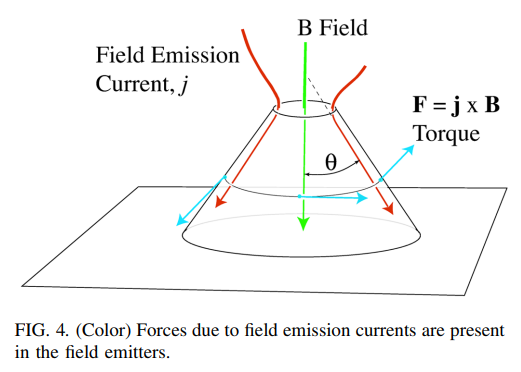 B Field
Field Emission
Current, j
F = j x B
Torque
θ
FIG. 4. (Color) Forces due to field emission currents are present
in the field emitters.